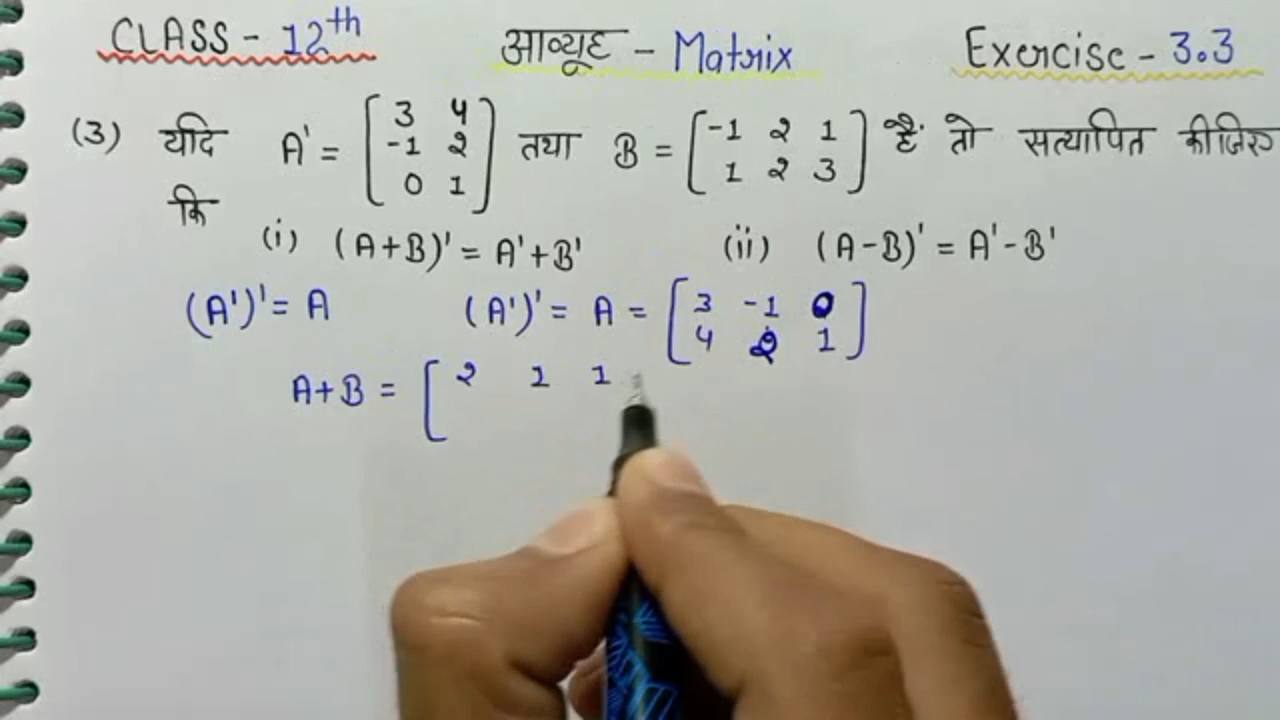 CLASS - 12th आव्यूह - Matrix Exercise - 3.3
(3) यदि A' = [3 4; -1 2; 0 1] तथा B = [-1 2 1; 1 2 3] हैं तो सत्यापित कीजिए
कि
(i) (A+B)' = A'+B' (ii) (A-B)' = A'-B'
(A')' = A (A')' = A = [3 -1 0; 4 2 1]
A+B = [2 1 1